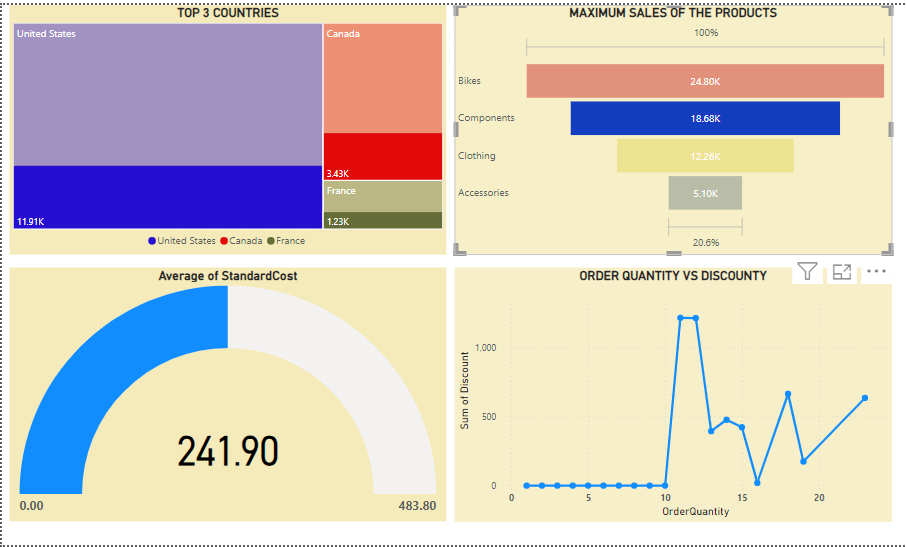 TOP 3 COUNTRIES
United States
Canada
3.43K
France
11.91K
1.23K
United States Canada France
MAXIMUM SALES OF THE PRODUCTS
100%
Bikes 24.80K
Components 18.68K
Clothing 12.26K
Accessories 5.10K
20.6%
Average of StandardCost
241.90
0.00 483.80
ORDER QUANTITY VS DISCOUNTY
Sum of Discount
1,000
500
0
0 5 10 15 20
OrderQuantity